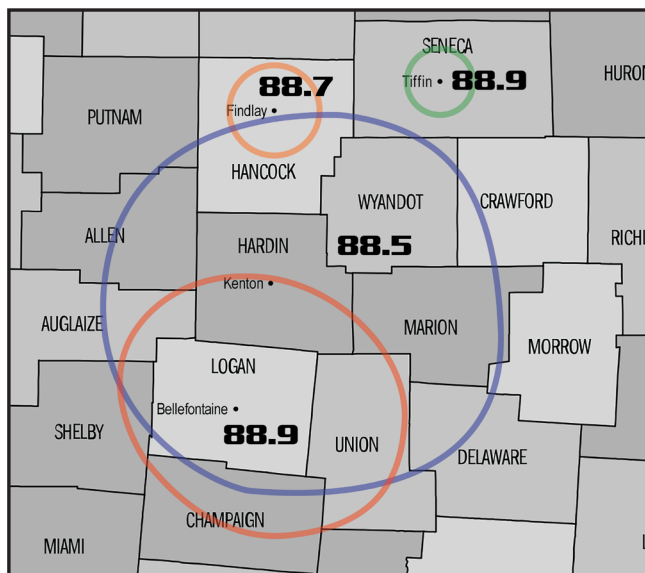 SENECA
88.7
Tiffin
88.9
HURON
Findlay
PUTNAM
HANCOCK
WYANDOT
CRAWFORD
ALLEN
HARDIN
88.5
RICHL
Kenton
AUGLAIZE
MARION
MORROW
LOGAN
Bellefontaine
88.9
SHELBY
UNION
DELAWARE
CHAMPAIGN
MIAMI
L